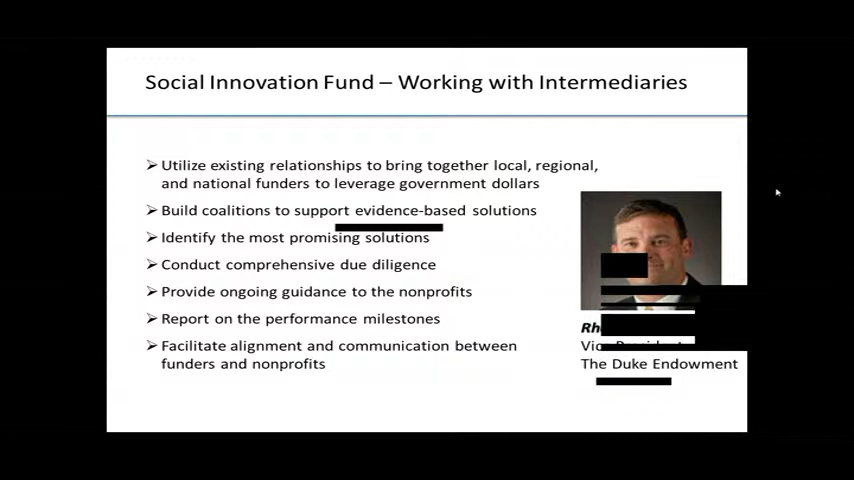 Social Innovation Fund – Working with Intermediaries
➢ Utilize existing relationships to bring together local, regional,
and national funders to leverage government dollars
➢ Build coalitions to support evidence-based solutions
➢ Identify the most promising solutions
➢ Conduct comprehensive due diligence
➢ Provide ongoing guidance to the nonprofits
➢ Report on the performance milestones
➢ Facilitate alignment and communication between
funders and nonprofits
The Duke Endowment